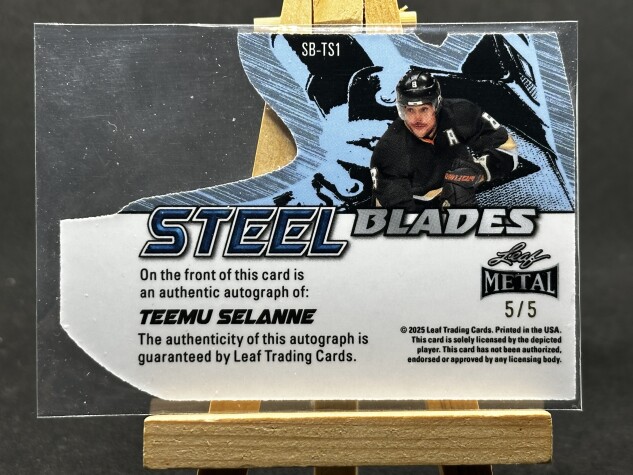 SB-TS1
8
A
8
STEEL BLADES
Leaf
METAL
5/5
On the front of this card is
an authentic autograph of:
TEEMU SELANNE
The authenticity of this autograph is
guaranteed by Leaf Trading Cards.
© 2025 Leaf Trading Cards. Printed in the USA.
This card is solely licensed by the depicted
player. This card has not been authorized,
endorsed or approved by any licensing body.